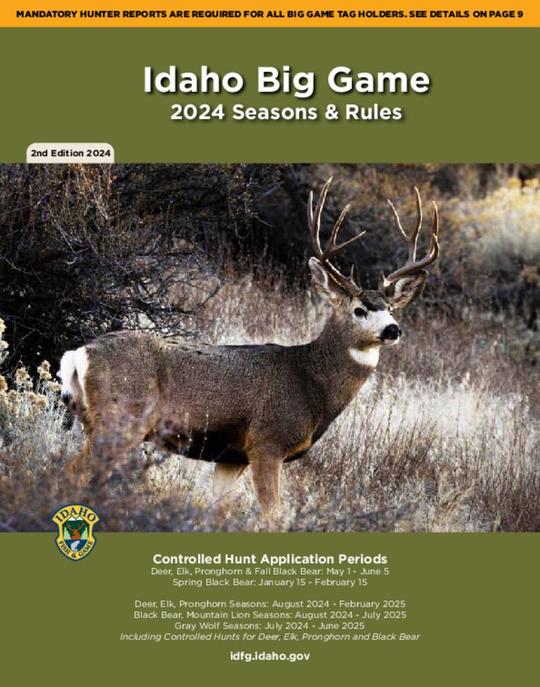 MANDATORY HUNTER REPORTS ARE REQUIRED FOR ALL BIG GAME TAG HOLDERS. SEE DETAILS ON PAGE 9
Idaho Big Game
2024 Seasons & Rules
2nd Edition 2024
IDAHO
FISH & GAME
Controlled Hunt Application Periods
Deer, Elk, Pronghorn & Fall Black Bear: May 1 - June 5
Spring Black Bear: January 15 - February 15
Deer, Elk, Pronghorn Seasons: August 2024 - February 2025
Black Bear, Mountain Lion Seasons: August 2024 - July 2025
Gray Wolf Seasons: July 2024 - June 2025
Including Controlled Hunts for Deer, Elk, Pronghorn and Black Bear
idfg.idaho.gov